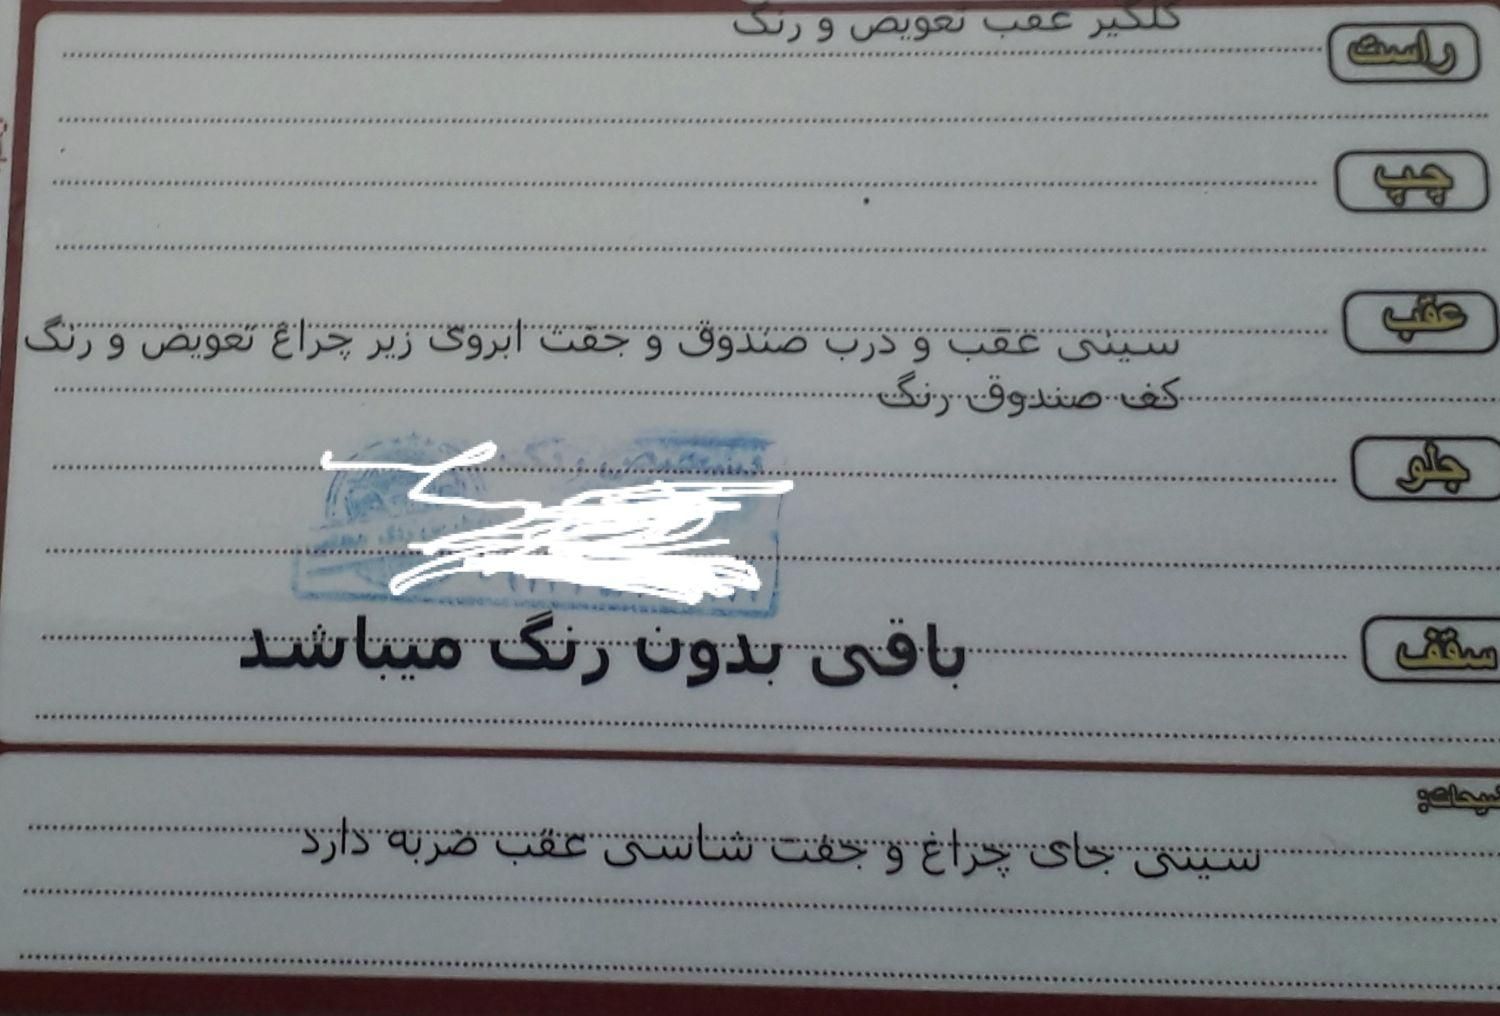 راست
گلگیر عقب تعویض و رنگ
چپ
عقب
سینی عقب و درب صندوق و جفت ابروی زیر چراغ تعویض و رنگ
کف صندوق رنگ
جلو
سقف
باقی بدون رنگ میباشد
سینی جای چراغ و جفت شاسی عقب ضربه دارد